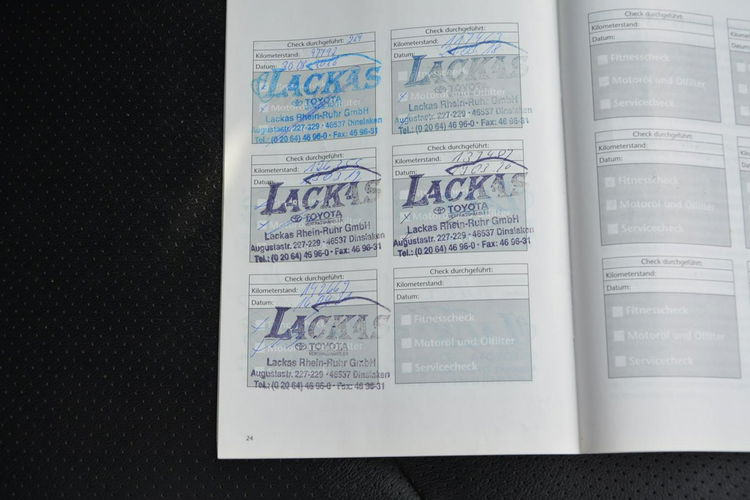 Check durchgeführt:
Kilometerstand:
Datum:
LACKAS
TOYOTA
Lackas Rhein-Ruhr GmbH
Augustastr. 227-229 · 46537 Dinslaken
Tel.: (0 20 64) 46 96-0 · Fax: 46 96-31
Check durchgeführt:
Kilometerstand:
Datum:
LACKAS
TOYOTA
Lackas Rhein-Ruhr GmbH
Augustastr. 227-229 · 46537 Dinslaken
Tel.: (0 20 64) 46 96-0 · Fax: 46 96-31
Check durchgeführt:
Kilometerstand:
Datum:
LACKAS
TOYOTA
Lackas Rhein-Ruhr GmbH
Augustastr. 227-229 · 46537 Dinslaken
Tel.: (0 20 64) 46 96-0 · Fax: 46 96-31
Check durchgeführt:
Kilometerstand:
Datum:
LACKAS
TOYOTA
Lackas Rhein-Ruhr GmbH
Augustastr. 227-229 · 46537 Dinslaken
Tel.: (0 20 64) 46 96-0 · Fax: 46 96-31
Check durchgeführt:
Kilometerstand:
Datum:
LACKAS
TOYOTA
Lackas Rhein-Ruhr GmbH
Augustastr. 227-229 · 46537 Dinslaken
Tel.: (0 20 64) 46 96-0 · Fax: 46 96-31
Check durchgeführt:
Kilometerstand:
Datum:
Fitnesscheck
Motoröl und Ölfilter
Servicecheck
24
Check durchgeführt:
Kilometerstand:
Datum:
Fitnesscheck
Motoröl und Ölfilter
Servicecheck
Check durchgeführt:
Kilometerstand:
Datum:
Fitnesscheck
Motoröl und Ölfilter
Servicecheck
Check durchgeführt:
Kilometerstand:
Datum:
Fitnesscheck
Motoröl und Ölfilter
Servicecheck